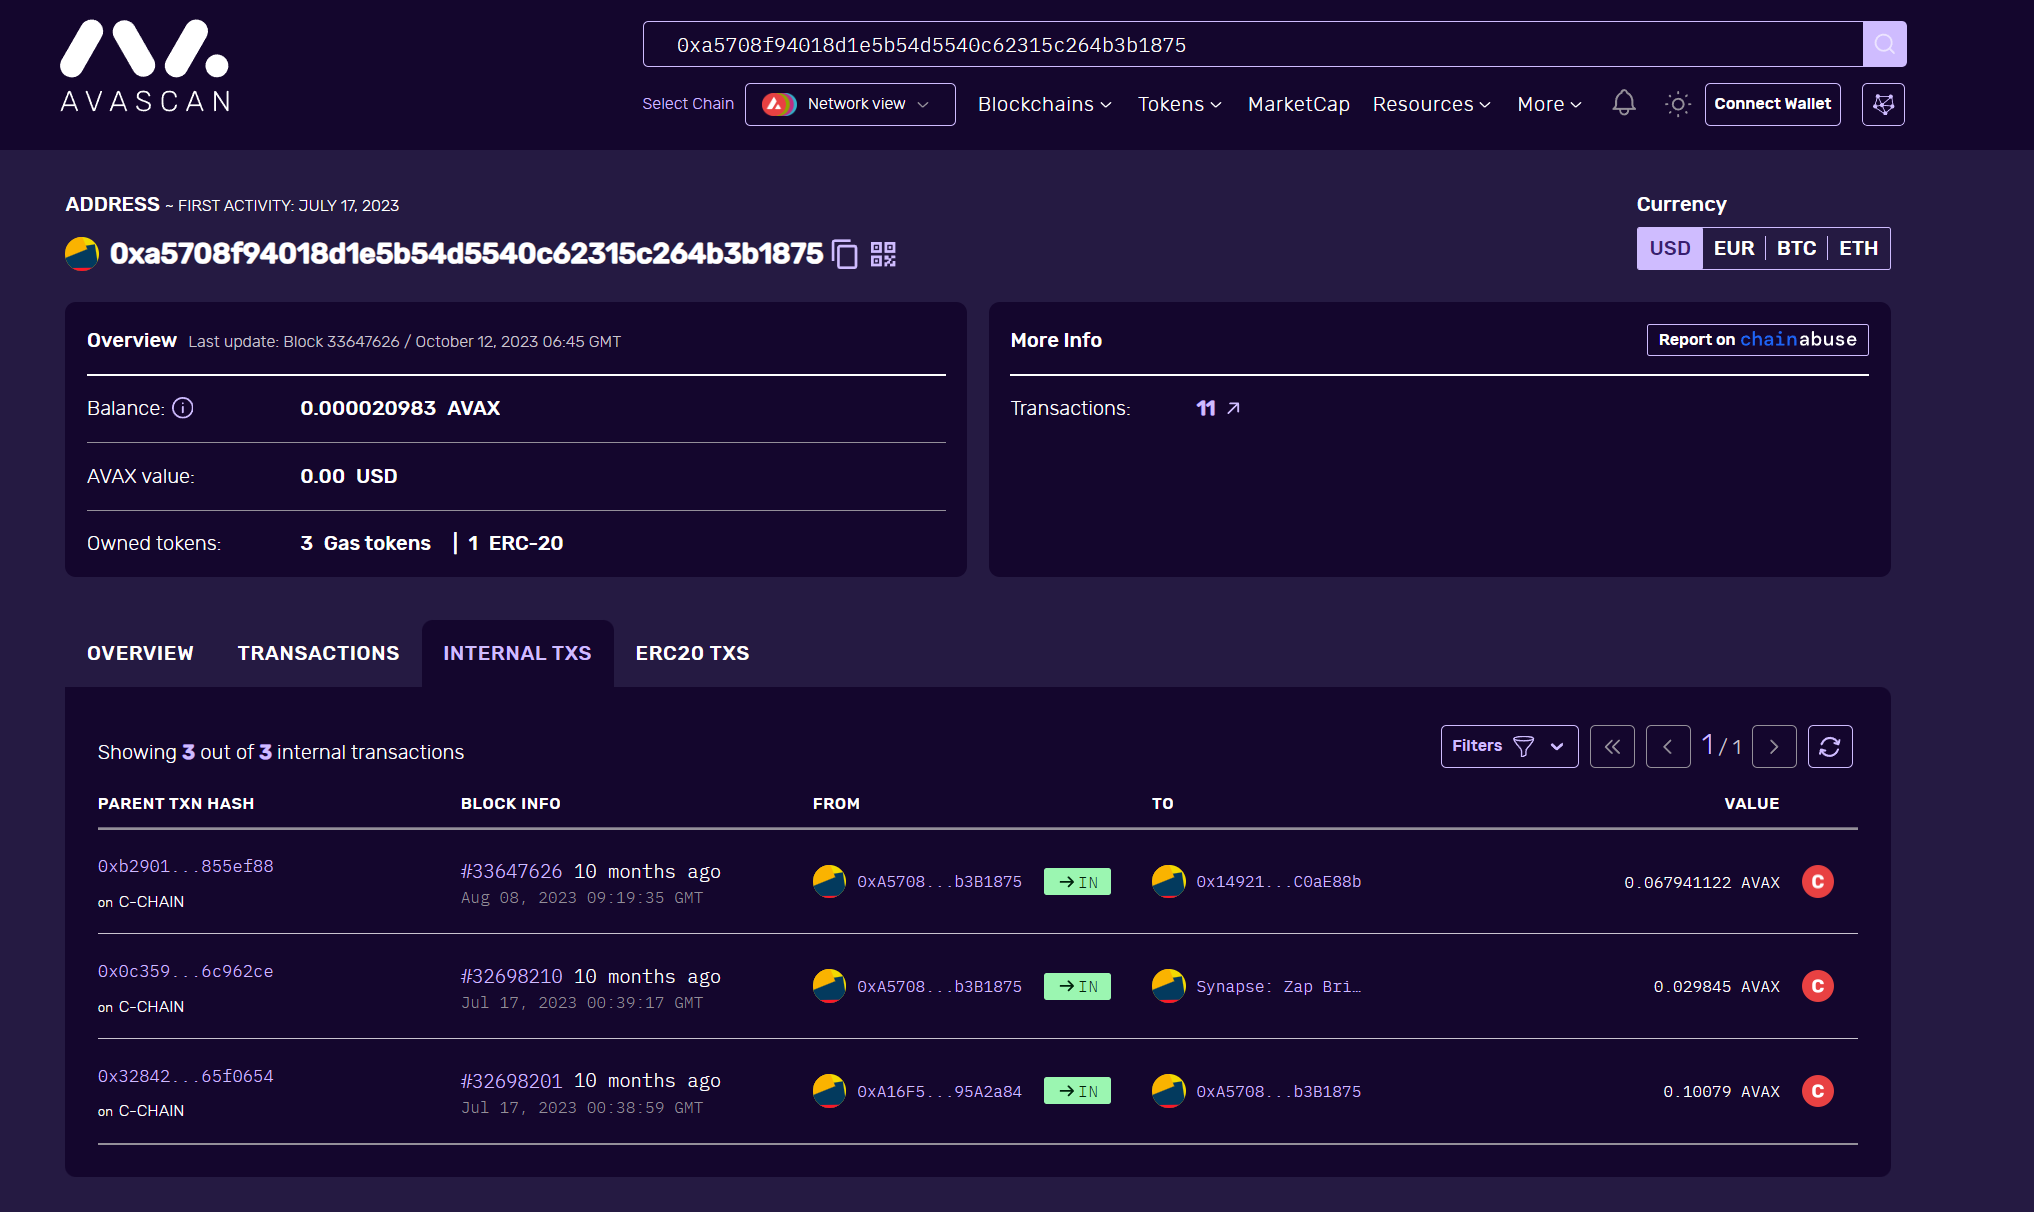 AVASCAN
0xa5708f94018d1e5b54d5540c62315c264b3b1875
Select Chain Network view Blockchains Tokens MarketCap Resources More Connect Wallet
ADDRESS ~ FIRST ACTIVITY: JULY 17, 2023
0xa5708f94018d1e5b54d5540c62315c264b3b1875
Currency
USD EUR BTC ETH
Overview Last update: Block 33647626 / October 12, 2023 06:45 GMT
Balance: 0.000020983 AVAX
AVAX value: 0.00 USD
Owned tokens: 3 Gas tokens | 1 ERC-20
More Info Report on chainabuse
Transactions: 11
OVERVIEW TRANSACTIONS INTERNAL TXS ERC20 TXS
Showing 3 out of 3 internal transactions
Filters 1 / 1
PARENT TXN HASH BLOCK INFO FROM TO VALUE
0xb2901...855ef88 #33647626 10 months ago 0xA5708...b3B1875 IN 0x14921...C0aE88b 0.067941122 AVAX C
on C-CHAIN Aug 08, 2023 09:19:35 GMT
0x0c359...6c962ce #32698210 10 months ago 0xA5708...b3B1875 IN Synapse: Zap Bri… 0.029845 AVAX C
on C-CHAIN Jul 17, 2023 00:39:17 GMT
0x32842...65f0654 #32698201 10 months ago 0xA16F5...95A2a84 IN 0xA5708...b3B1875 0.10079 AVAX C
on C-CHAIN Jul 17, 2023 00:38:59 GMT